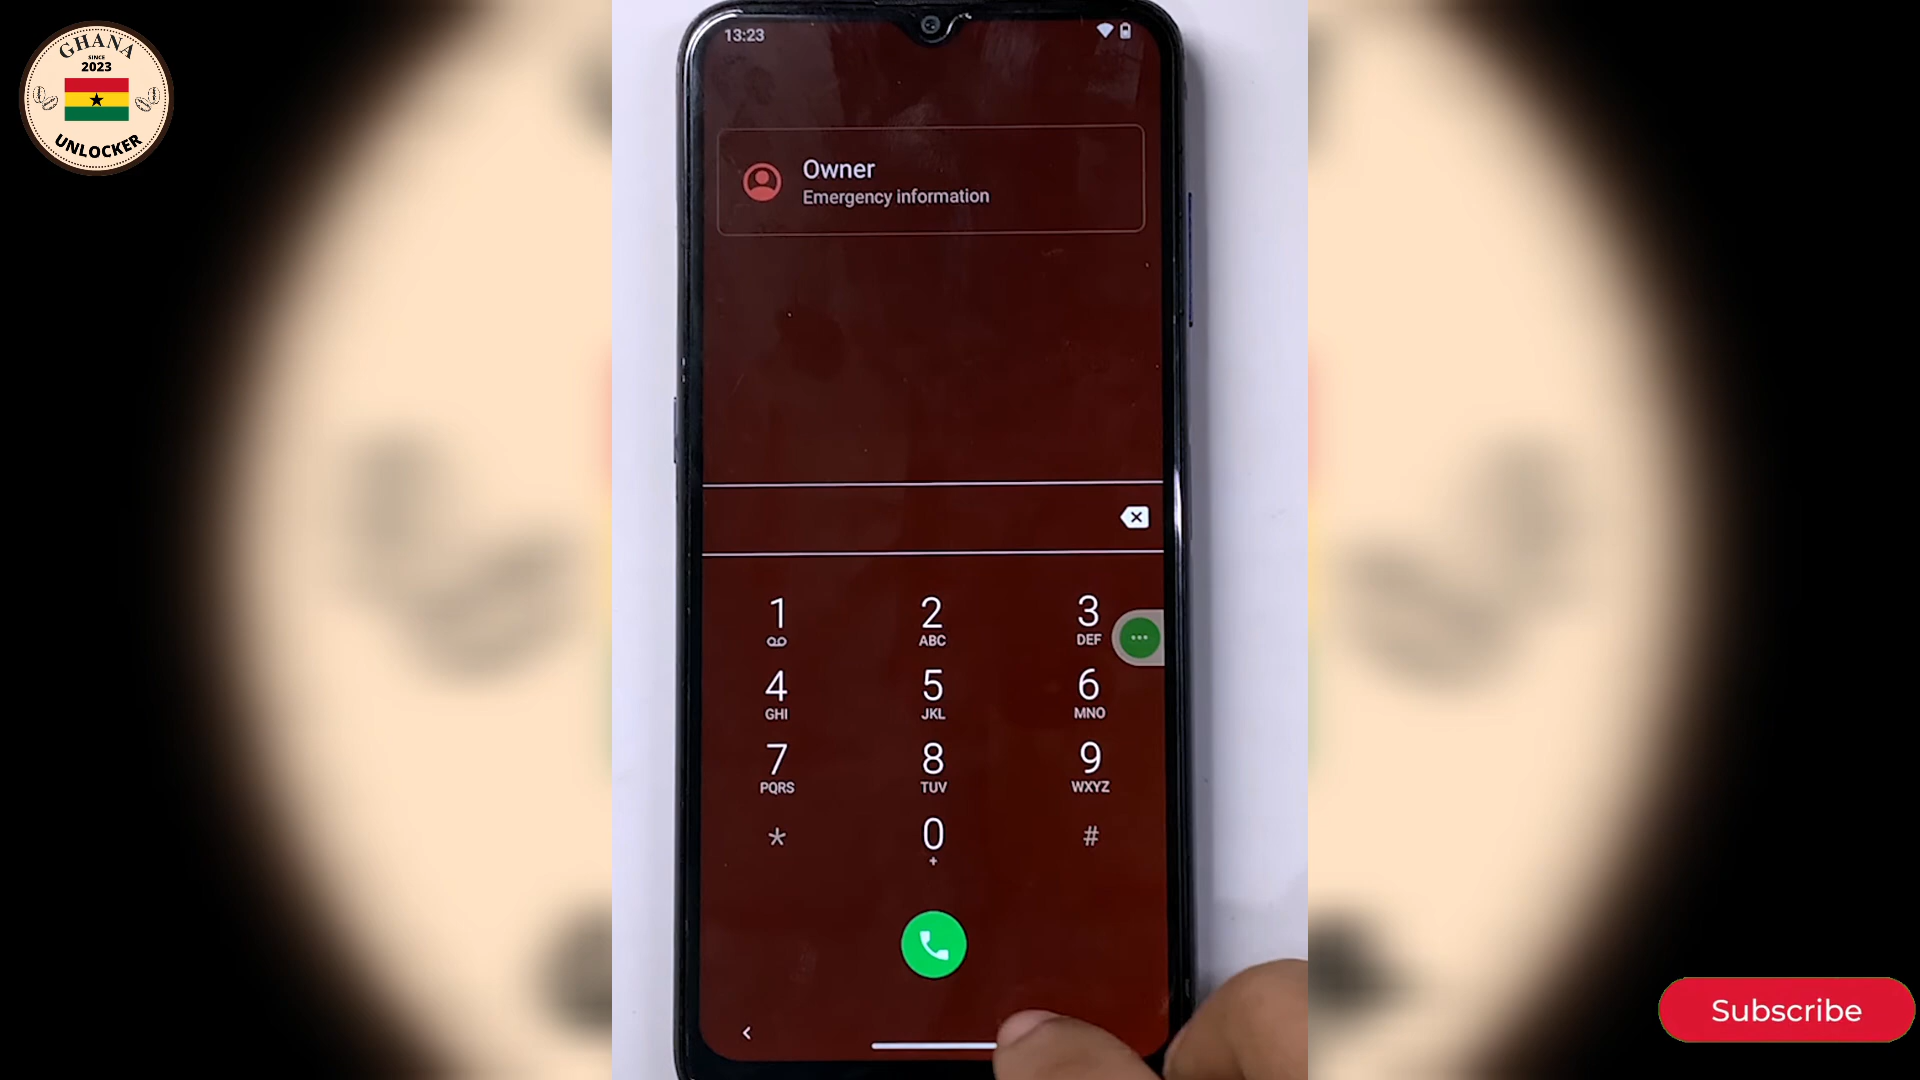 GHANA
SINCE
2023
UNLOCKER
13:23
Owner
Emergency information
1
2
ABC
3
DEF
4
GHI
5
JKL
6
MNO
7
PQRS
8
TUV
9
WXYZ
*
0
+
#
Subscribe